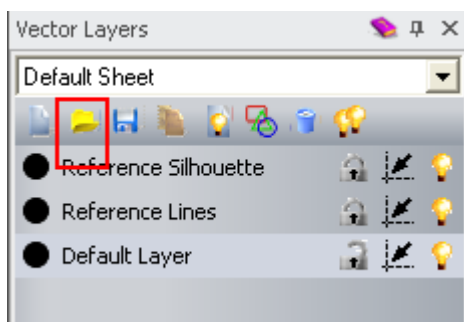 Vector Layers
Default Sheet
Reference Silhouette
Reference Lines
Default Layer